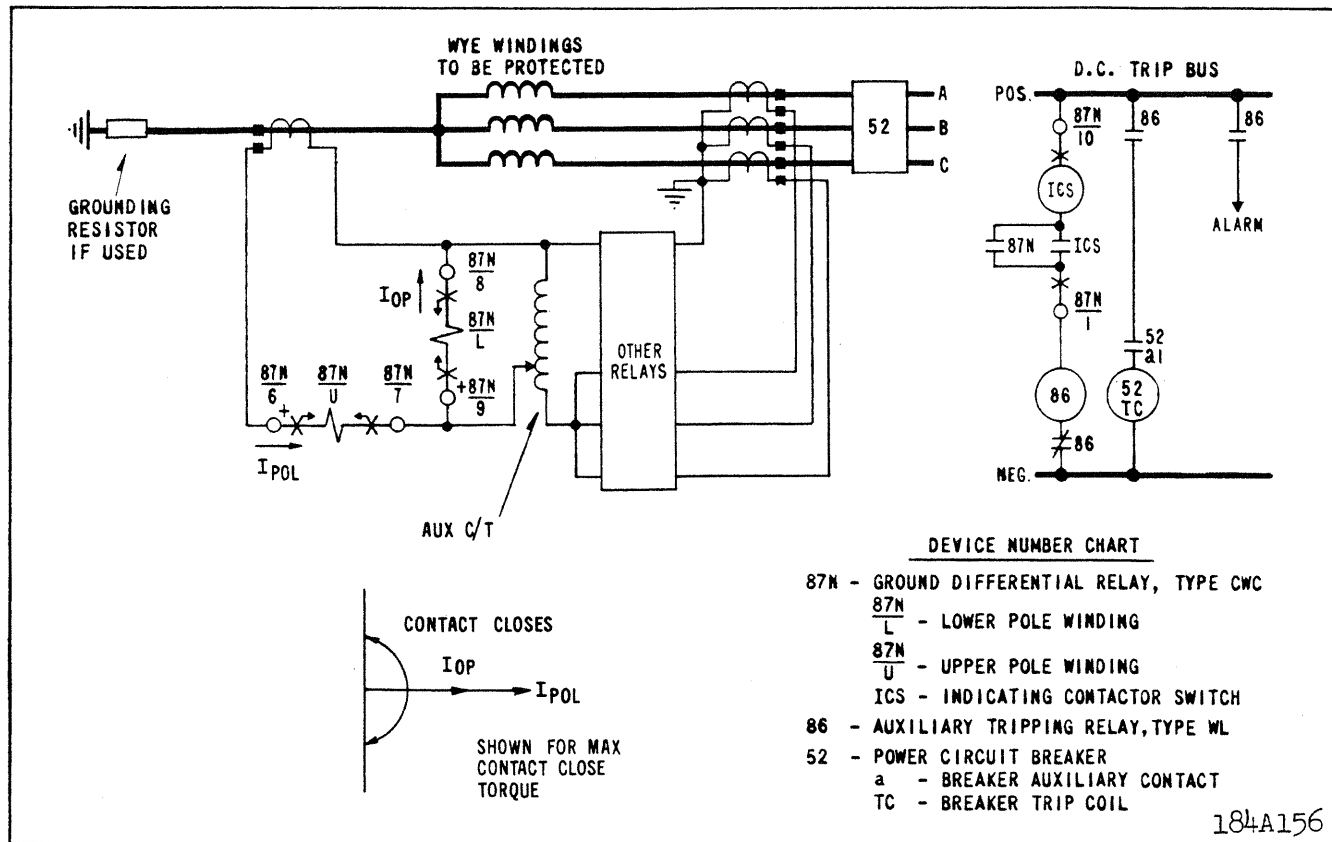 WYE WINDINGS
TO BE PROTECTED
A
B
C
52
GROUNDING
RESISTOR
IF USED
IOP
87N
8
87N
L
87N
6
+
87N
U
87N
7
+87N
9
IPOL
AUX C/T
OTHER
RELAYS
D.C. TRIP BUS
POS.
87N
10
86
86
ICS
87N
ICS
ALARM
87N
1
52
a1
86
52
TC
86
NEG.
CONTACT CLOSES
IOP
IPOL
SHOWN FOR MAX
CONTACT CLOSE
TORQUE
DEVICE NUMBER CHART
87N - GROUND DIFFERENTIAL RELAY, TYPE CWC
87N
L - LOWER POLE WINDING
87N
U - UPPER POLE WINDING
ICS - INDICATING CONTACTOR SWITCH
86 - AUXILIARY TRIPPING RELAY, TYPE WL
52 - POWER CIRCUIT BREAKER
a - BREAKER AUXILIARY CONTACT
TC - BREAKER TRIP COIL
184A156